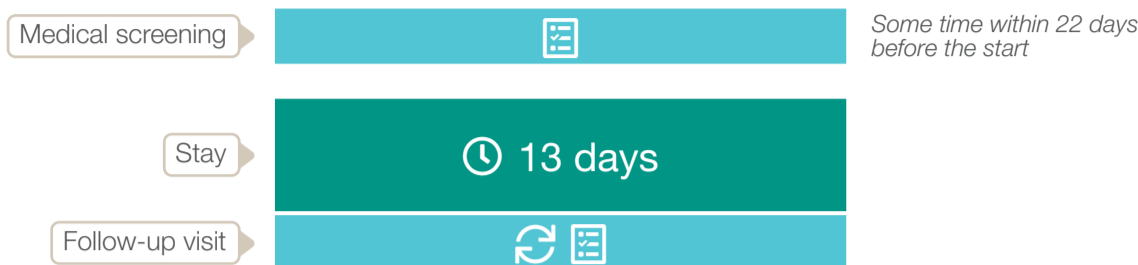 Medical screening
Some time within 22 days
before the start
Stay
13 days
Follow-up visit